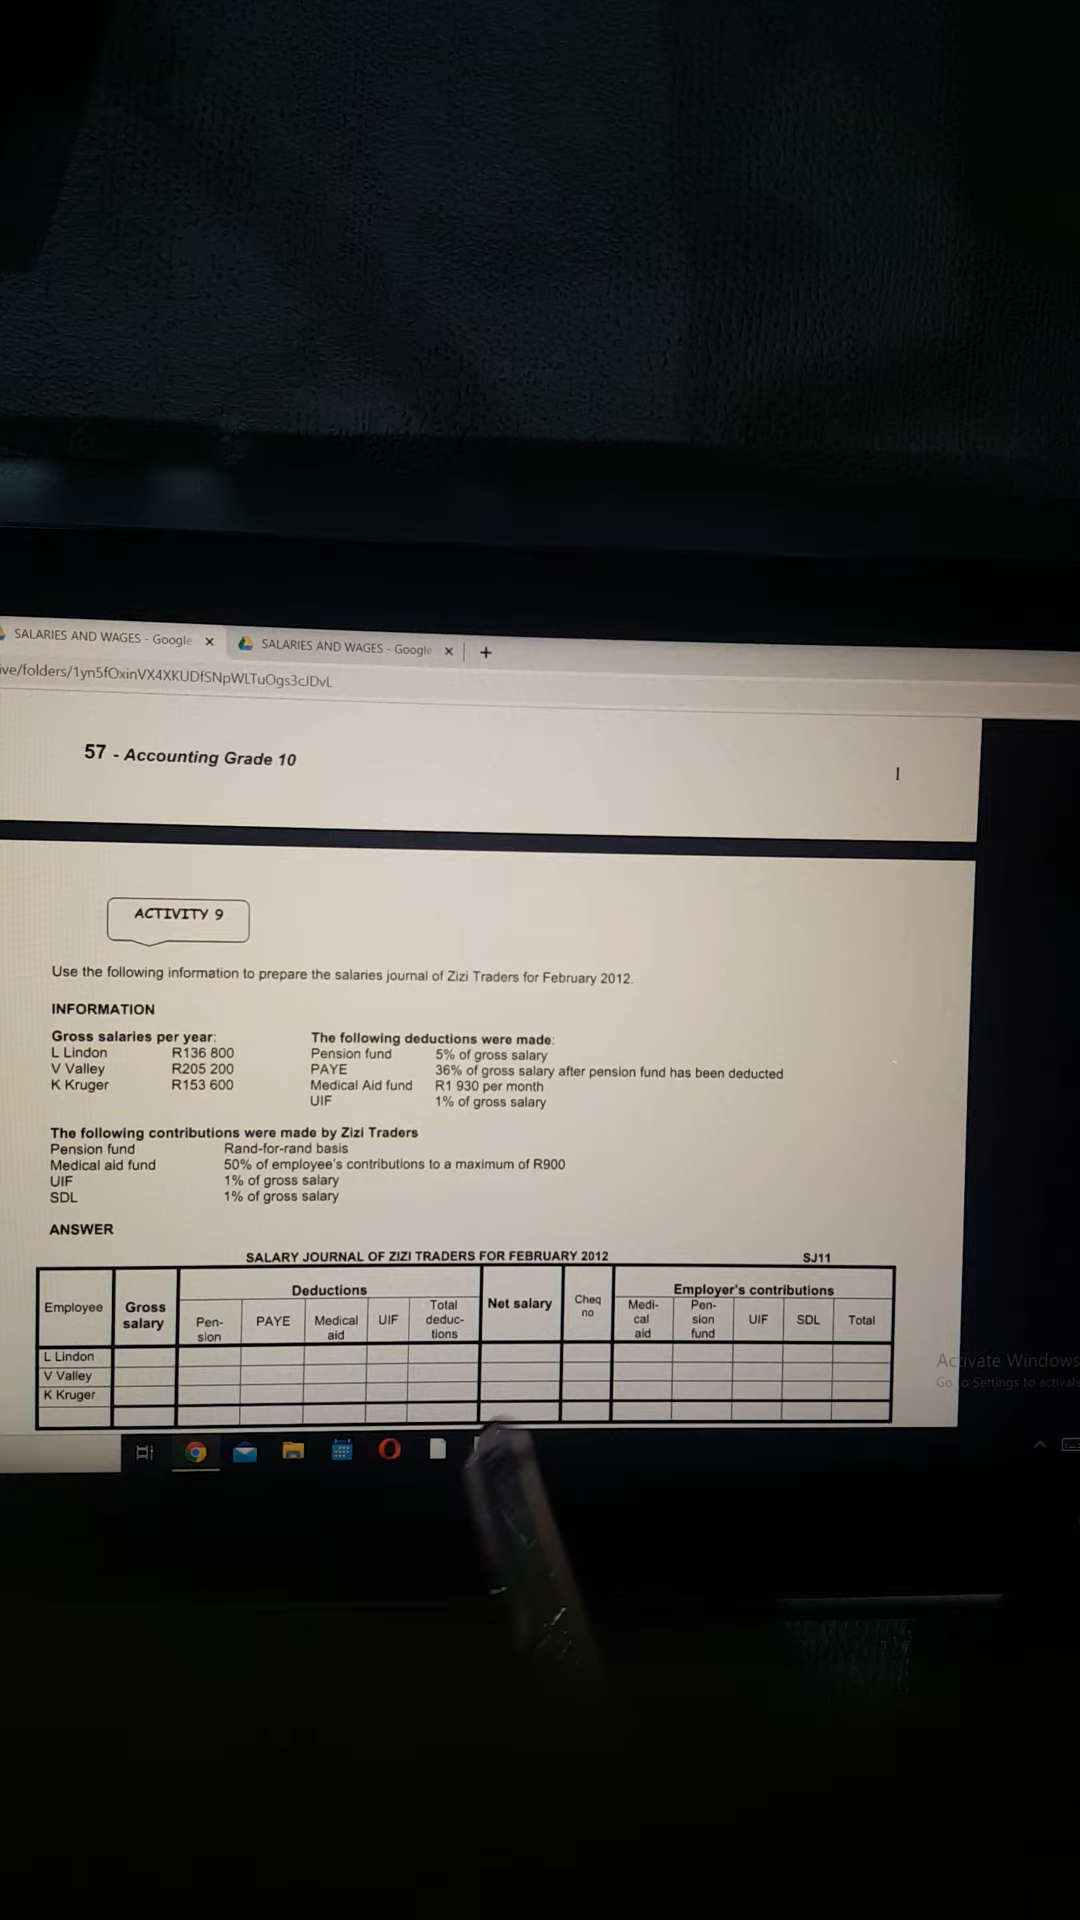 SALARIES AND WAGES - Google × SALARIES AND WAGES - Google × +
ive/folders/1yn5fOxinVX4XKUDfSNpWLTuOgs3cJDvL
57 - Accounting Grade 10
ACTIVITY 9
Use the following information to prepare the salaries journal of Zizi Traders for February 2012.
INFORMATION
Gross salaries per year: The following deductions were made:
L Lindon R136 800 Pension fund 5% of gross salary
V Valley R205 200 PAYE 36% of gross salary after pension fund has been deducted
K Kruger R153 600 Medical Aid fund R1 930 per month
UIF 1% of gross salary
The following contributions were made by Zizi Traders
Pension fund Rand-for-rand basis
Medical aid fund 50% of employee's contributions to a maximum of R900
UIF 1% of gross salary
SDL 1% of gross salary
ANSWER
SALARY JOURNAL OF ZIZI TRADERS FOR FEBRUARY 2012 SJ11
Employee Gross salary Deductions Net salary Cheq no Employer's contributions
Pen-sion PAYE Medical aid UIF Total deduc-tions Medi-cal aid Pen-sion fund UIF SDL Total
L Lindon
V Valley
K Kruger
Activate Windows
Go to Settings to activate